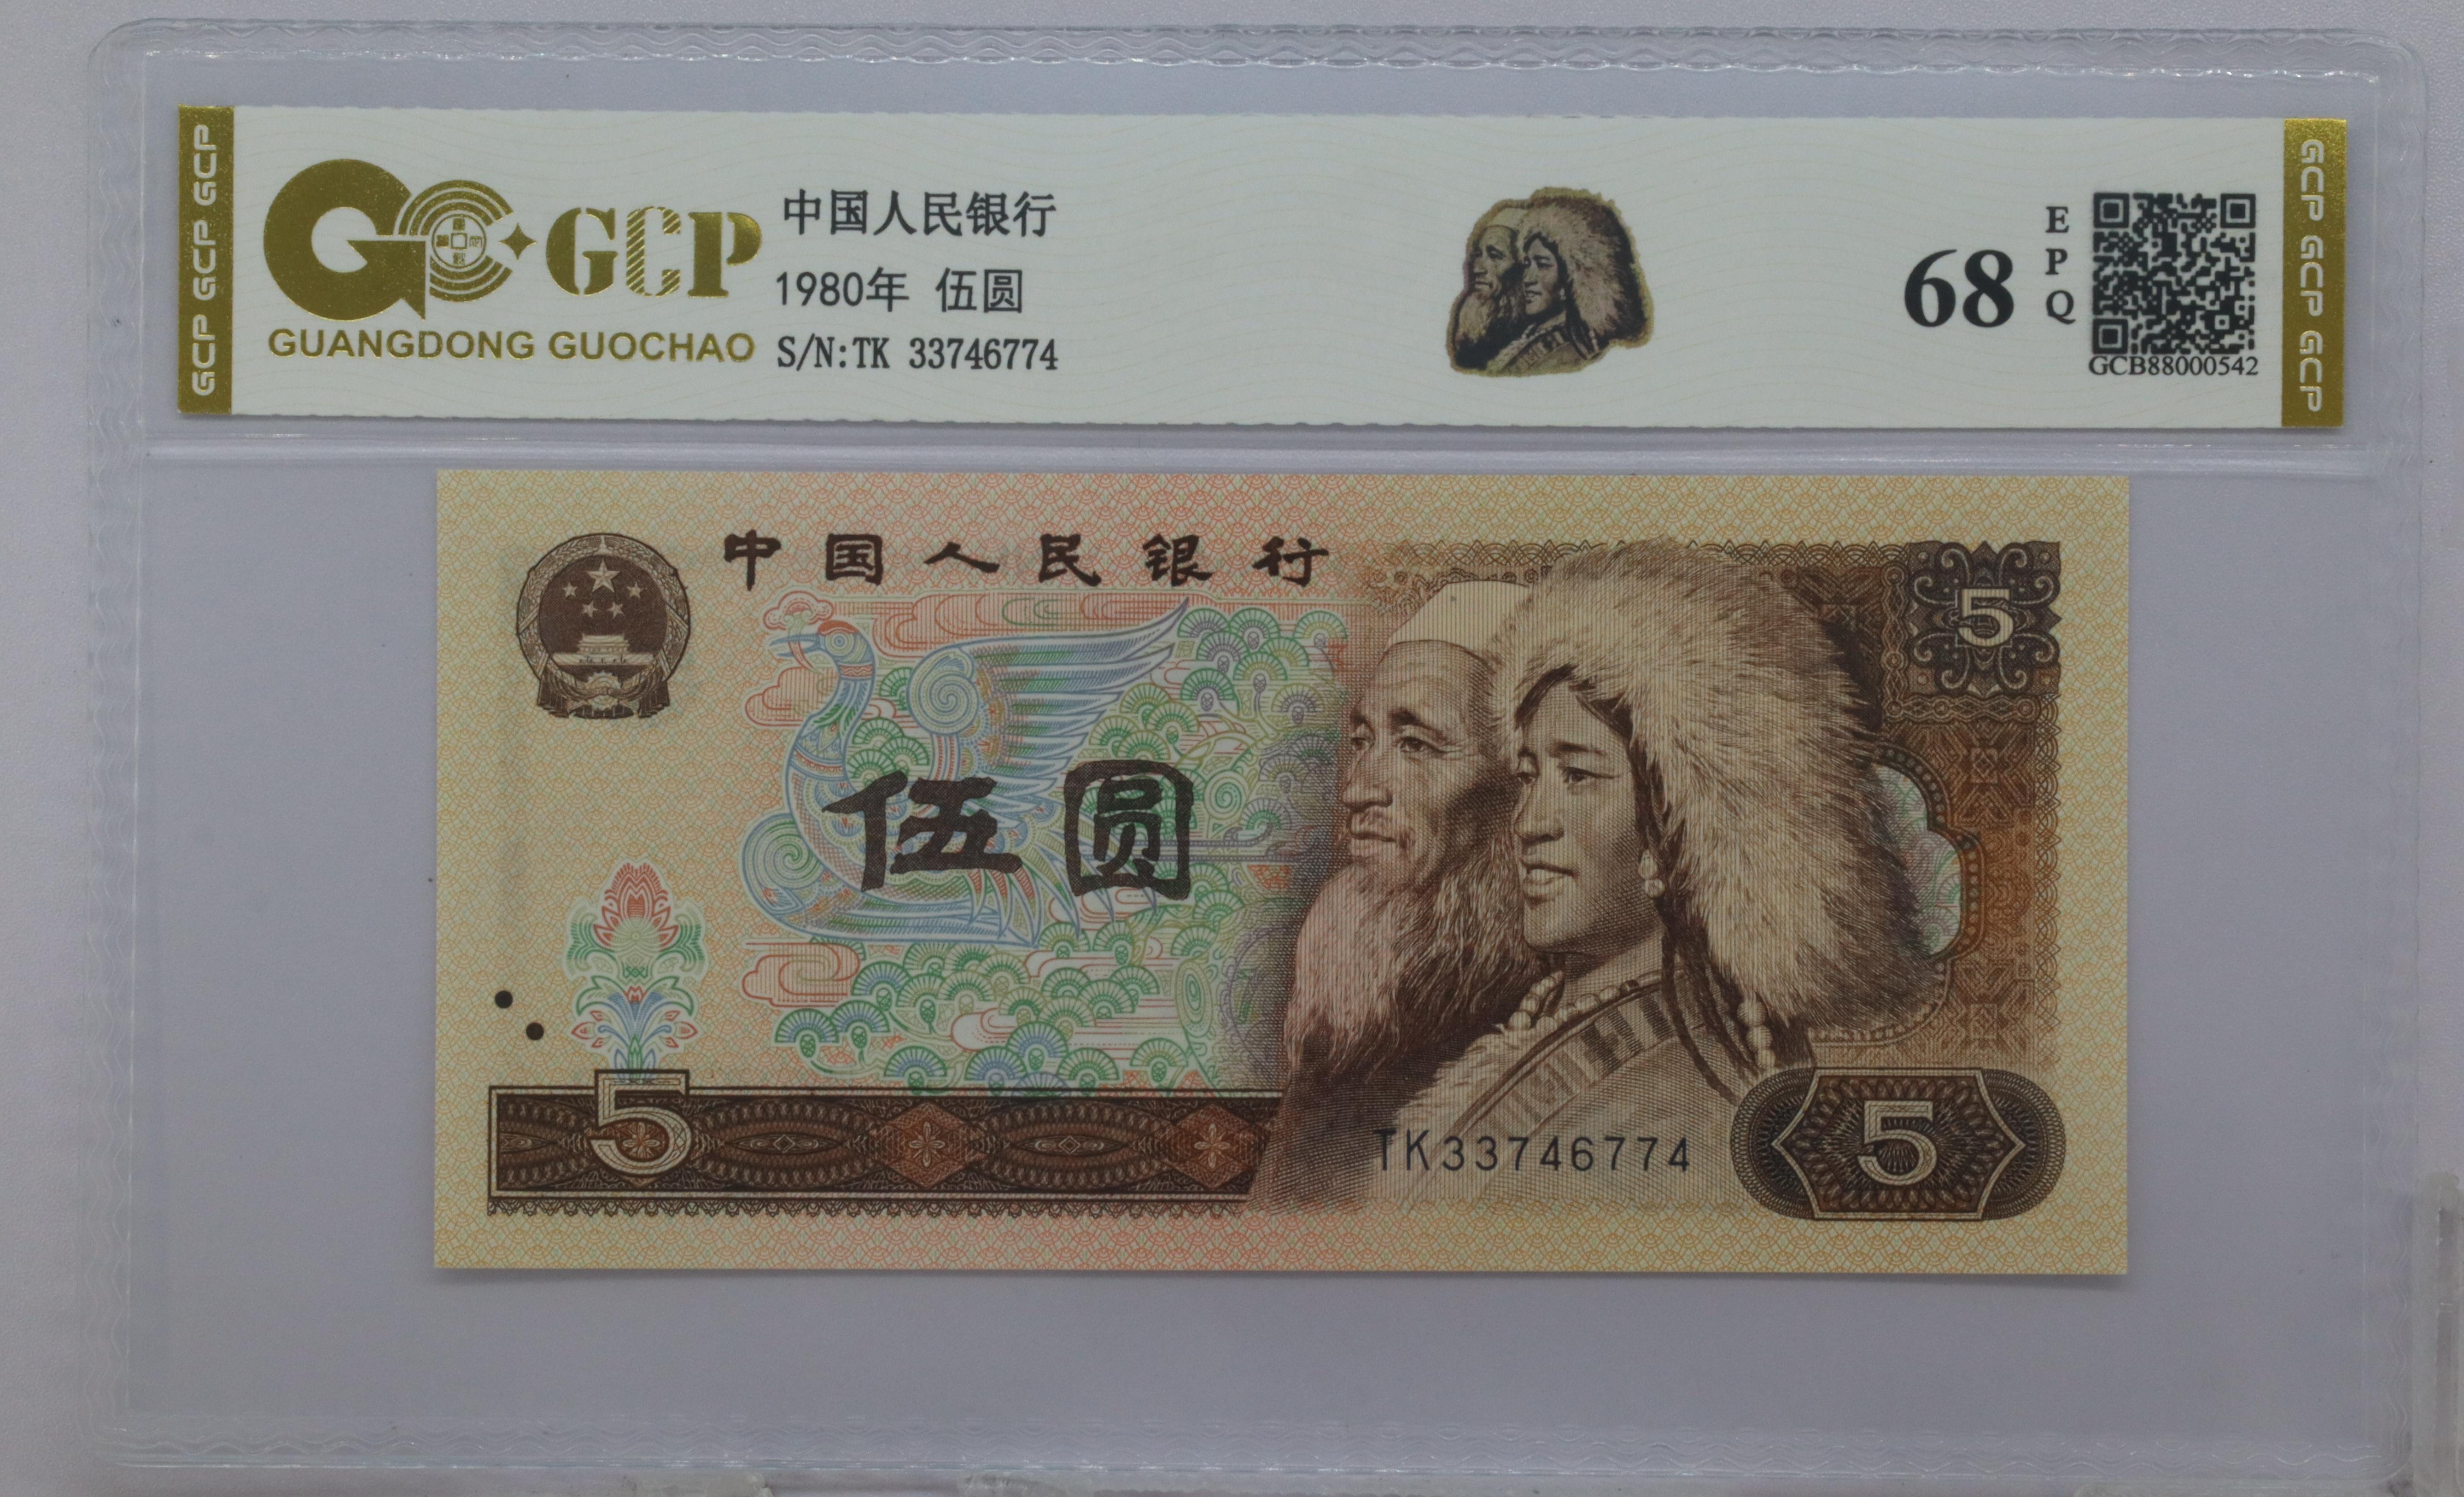 GCP GCP GCP
GCP
GUANGDONG GUOCHAO
中国人民银行
1980年 伍圆
S/N:TK 33746774
68
E
P
Q
GCB88000542
GCP GCP GCP
中国人民银行
5
伍圆
5
TK33746774
5